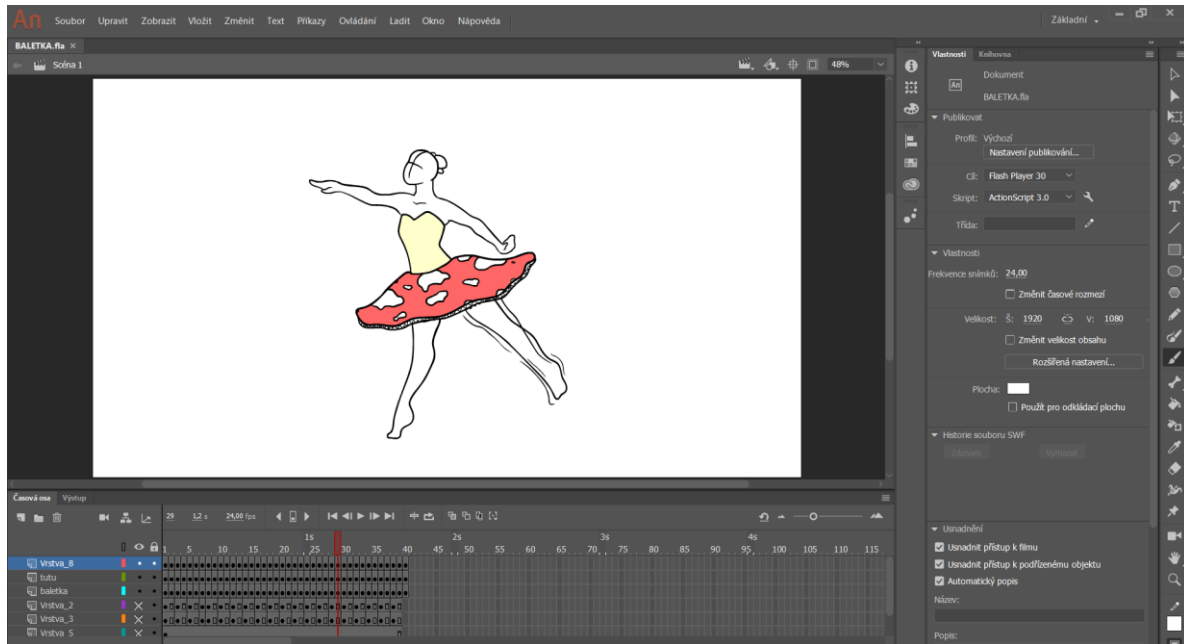 An Soubor Upravit Zobrazit Vložit Změnit Text Příkazy Ovládání Ladit Okno Nápověda Základní
BALETKA.fla ×
Scéna 1 48%
Vlastnosti Knihovna
An Dokument
BALETKA.fla
Publikovat
Profil: Výchozí
Nastavení publikování...
Cíl: Flash Player 30
Skript: ActionScript 3.0
Třída:
Vlastnosti
Frekvence snímků: 24,00
Změnit časové rozmezí
Velikost: Š: 1920 V: 1080
Změnit velikost obsahu
Rozšířená nastavení...
Plocha:
Použít pro odkládací plochu
Historie souboru SWF
Záznam Vymazat
Usnadnění
Usnadnit přístup k filmu
Usnadnit přístup k podřízenému objektu
Automatický popis
Název:
Popis:
Časová osa Výstup
29 1,2 s 24,00 fps
1s 2s 3s 4s
1 5 10 15 20 25 30 35 40 45 50 55 60 65 70 75 80 85 90 95 100 105 110 115
Vrstva_8
tutu
baletka
Vrstva_2
Vrstva_3
Vrstva_5